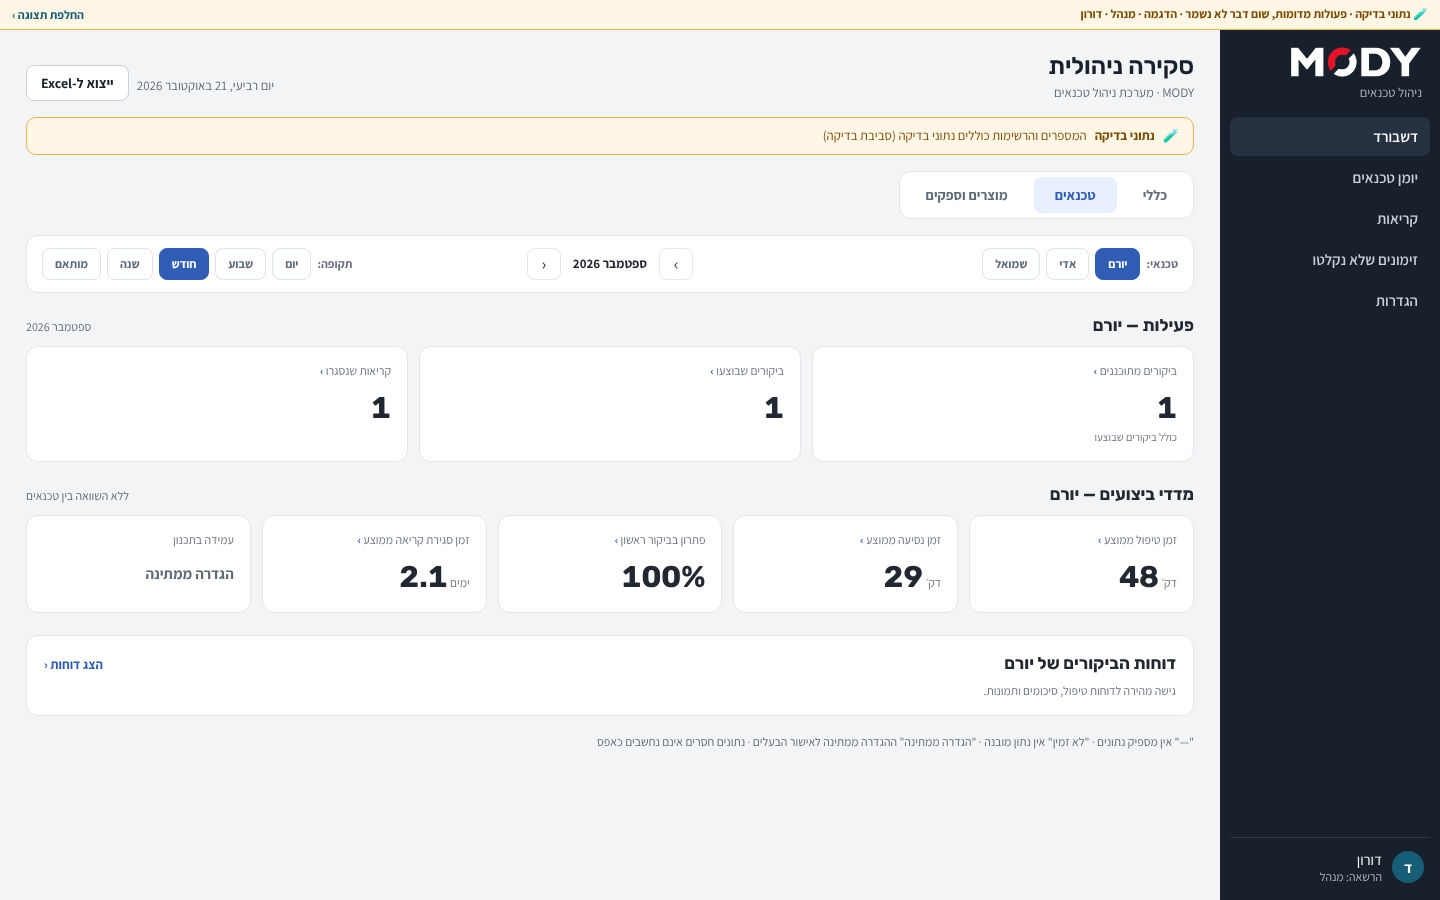 🧪 נתוני בדיקה · פעולות מדומות, שום דבר לא נשמר · הדגמה · מנהל · דורון
החלפת תצוגה ›
MODY
ניהול טכנאים
דשבורד
יומן טכנאים
קריאות
זימונים שלא נקלטו
הגדרות
דורון
הרשאה: מנהל
ד
סקירה ניהולית
MODY · מערכת ניהול טכנאים
יום רביעי, 21 באוקטובר 2026
ייצוא ל-Excel
🧪 נתוני בדיקה המספרים והרשימות כוללים נתוני בדיקה (סביבת בדיקה)
כללי
טכנאים
מוצרים וספקים
טכנאי: יורם אדי שמואל
‹ ספטמבר 2026 ›
תקופה: יום שבוע חודש שנה מותאם
פעילות – יורם
ספטמבר 2026
ביקורים מתוכננים ›
1
כולל ביקורים שבוצעו
ביקורים שבוצעו ›
1
קריאות שנסגרו ›
1
מדדי ביצועים – יורם
ללא השוואה בין טכנאים
זמן טיפול ממוצע ›
48 דק׳
זמן נסיעה ממוצע ›
29 דק׳
פתרון בביקור ראשון ›
100%
זמן סגירת קריאה ממוצע ›
2.1 ימים
עמידה בתכנון
הגדרה ממתינה
דוחות הביקורים של יורם
הצג דוחות ›
גישה מהירה לדוחות טיפול, סיכומים ותמונות.
"—" אין מספיק נתונים · "לא זמין" אין נתון מובנה · "הגדרה ממתינה" ההגדרה ממתינה לאישור הבעלים · נתונים חסרים אינם נחשבים כאפס